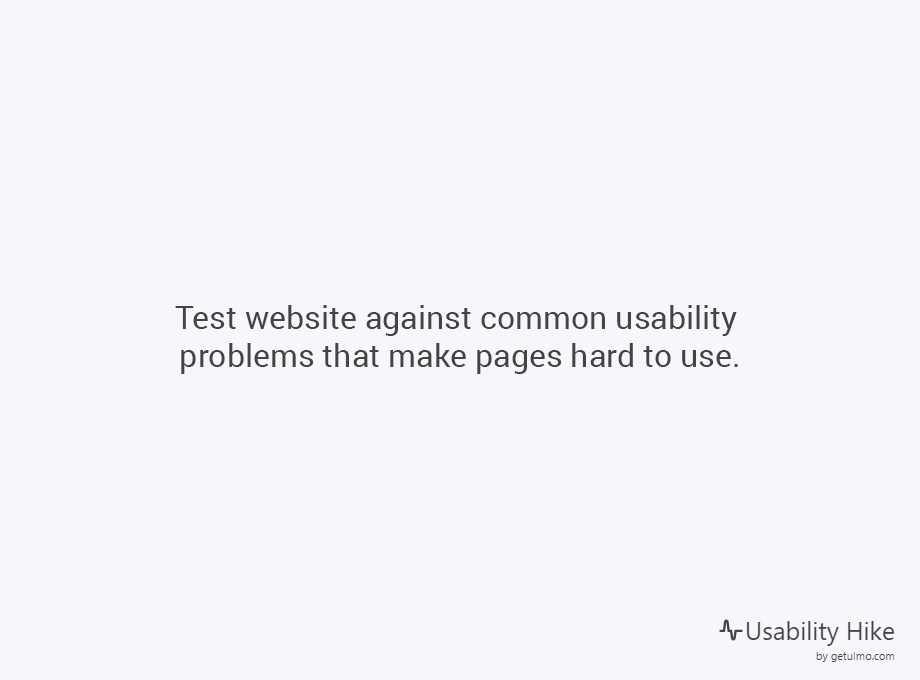 Test website against common usability
problems that make pages hard to use.
Usability Hike
by getulmo.com